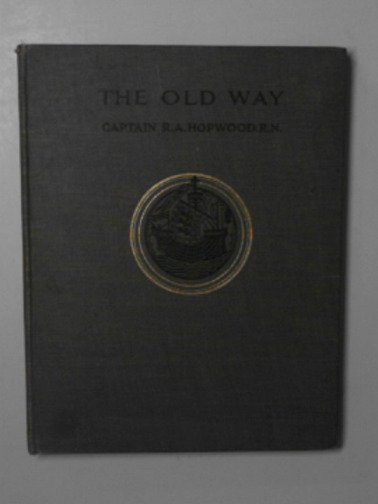 THE OLD WAY
CAPTAIN R.A.HOPWOOD.R.N.